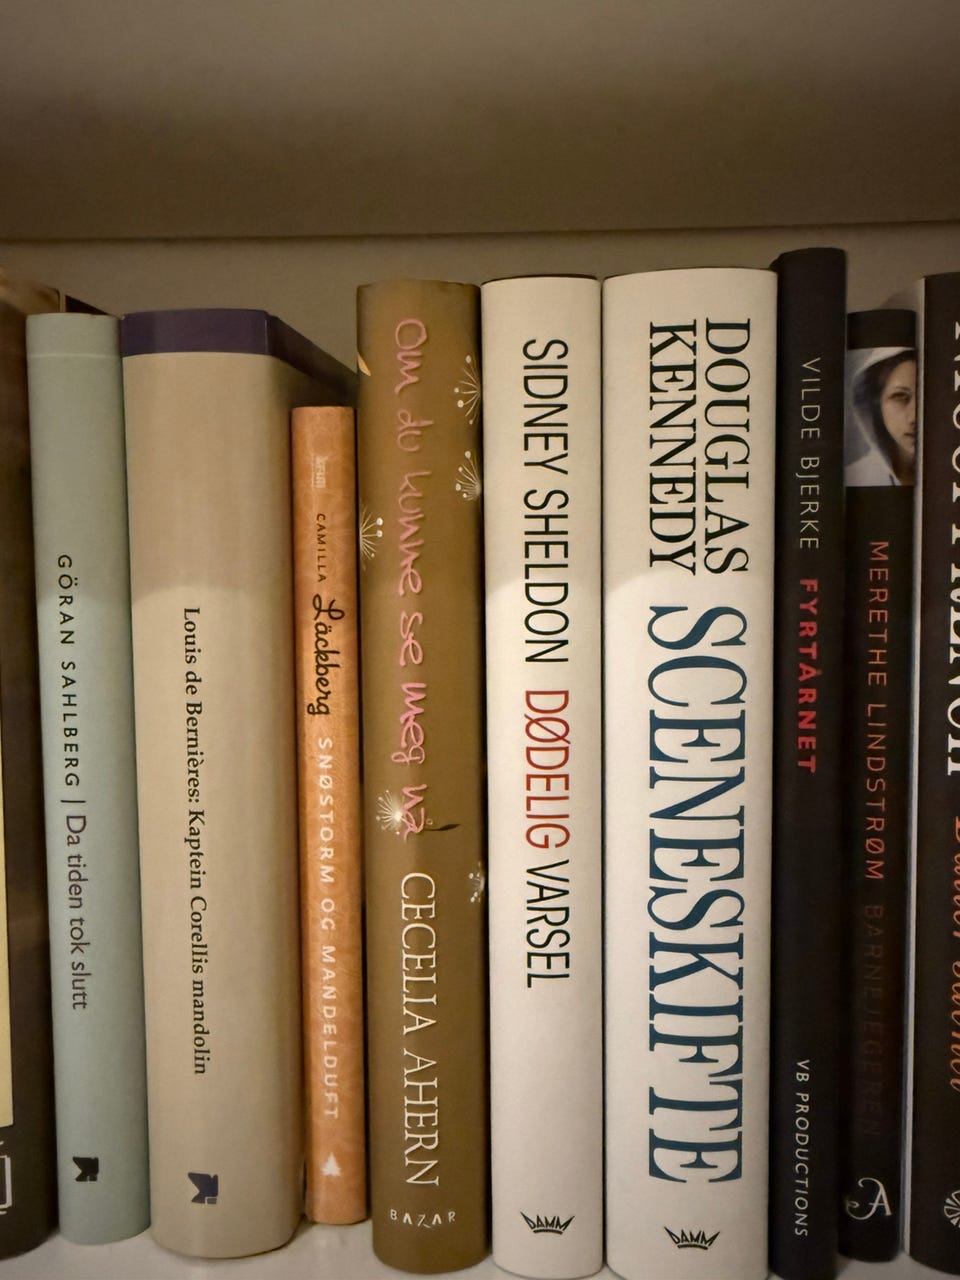 GÖRAN SAHLBERG | Da tiden tok slutt
Louis de Bernières: Kaptein Corellis mandolin
CAMILLA Läckberg SNØSTORM OG MANDELDUFT
Om du kunne se meg nå CECELIA AHERN
BAZAR
SIDNEY SHELDON DØDELIG VARSEL
DAMM
DOUGLAS
KENNEDY
SCENESKIFTE
DAMM
VILDE BJERKE FYRTÅRNET
VB PRODUCTIONS
MERETHE LINDSTRØM BARNEJEGEREN
A